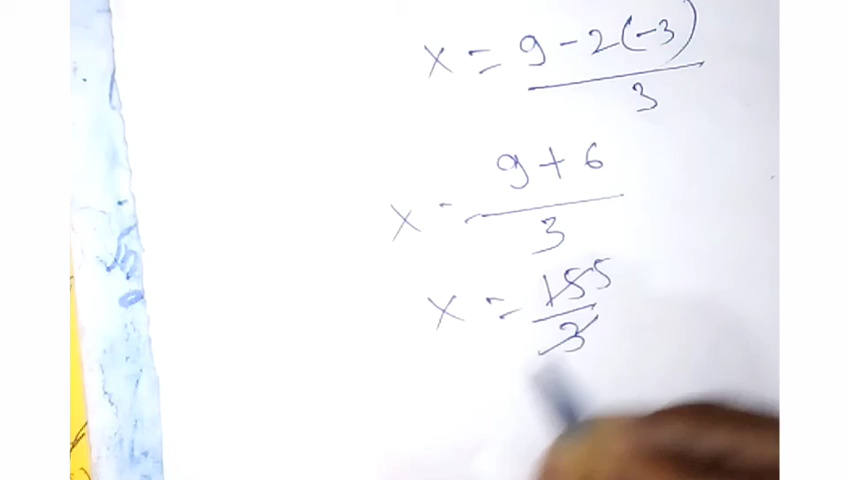 x = 9 - 2(-3) / 3
x = 9 + 6 / 3
x = 15 5 / 3